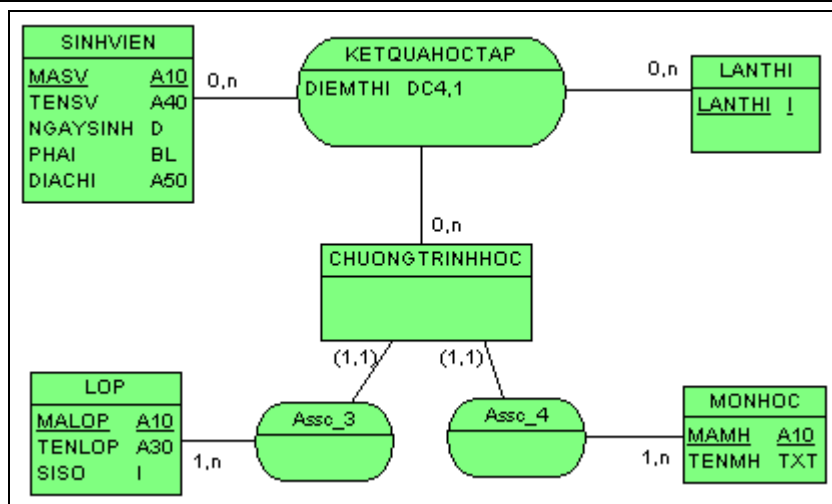 SINHVIEN
MASV A10
TENSV A40
NGAYSINH D
PHAI BL
DIACHI A50
0,n
KETQUAHOCTAP
DIEMTHI DC4,1
0,n
LANTHI
LANTHI I
0,n
CHUONGTRINHHOC
(1,1)
(1,1)
LOP
MALOP A10
TENLOP A30
SISO I
1,n
Assc_3
Assc_4
1,n
MONHOC
MAMH A10
TENMH TXT